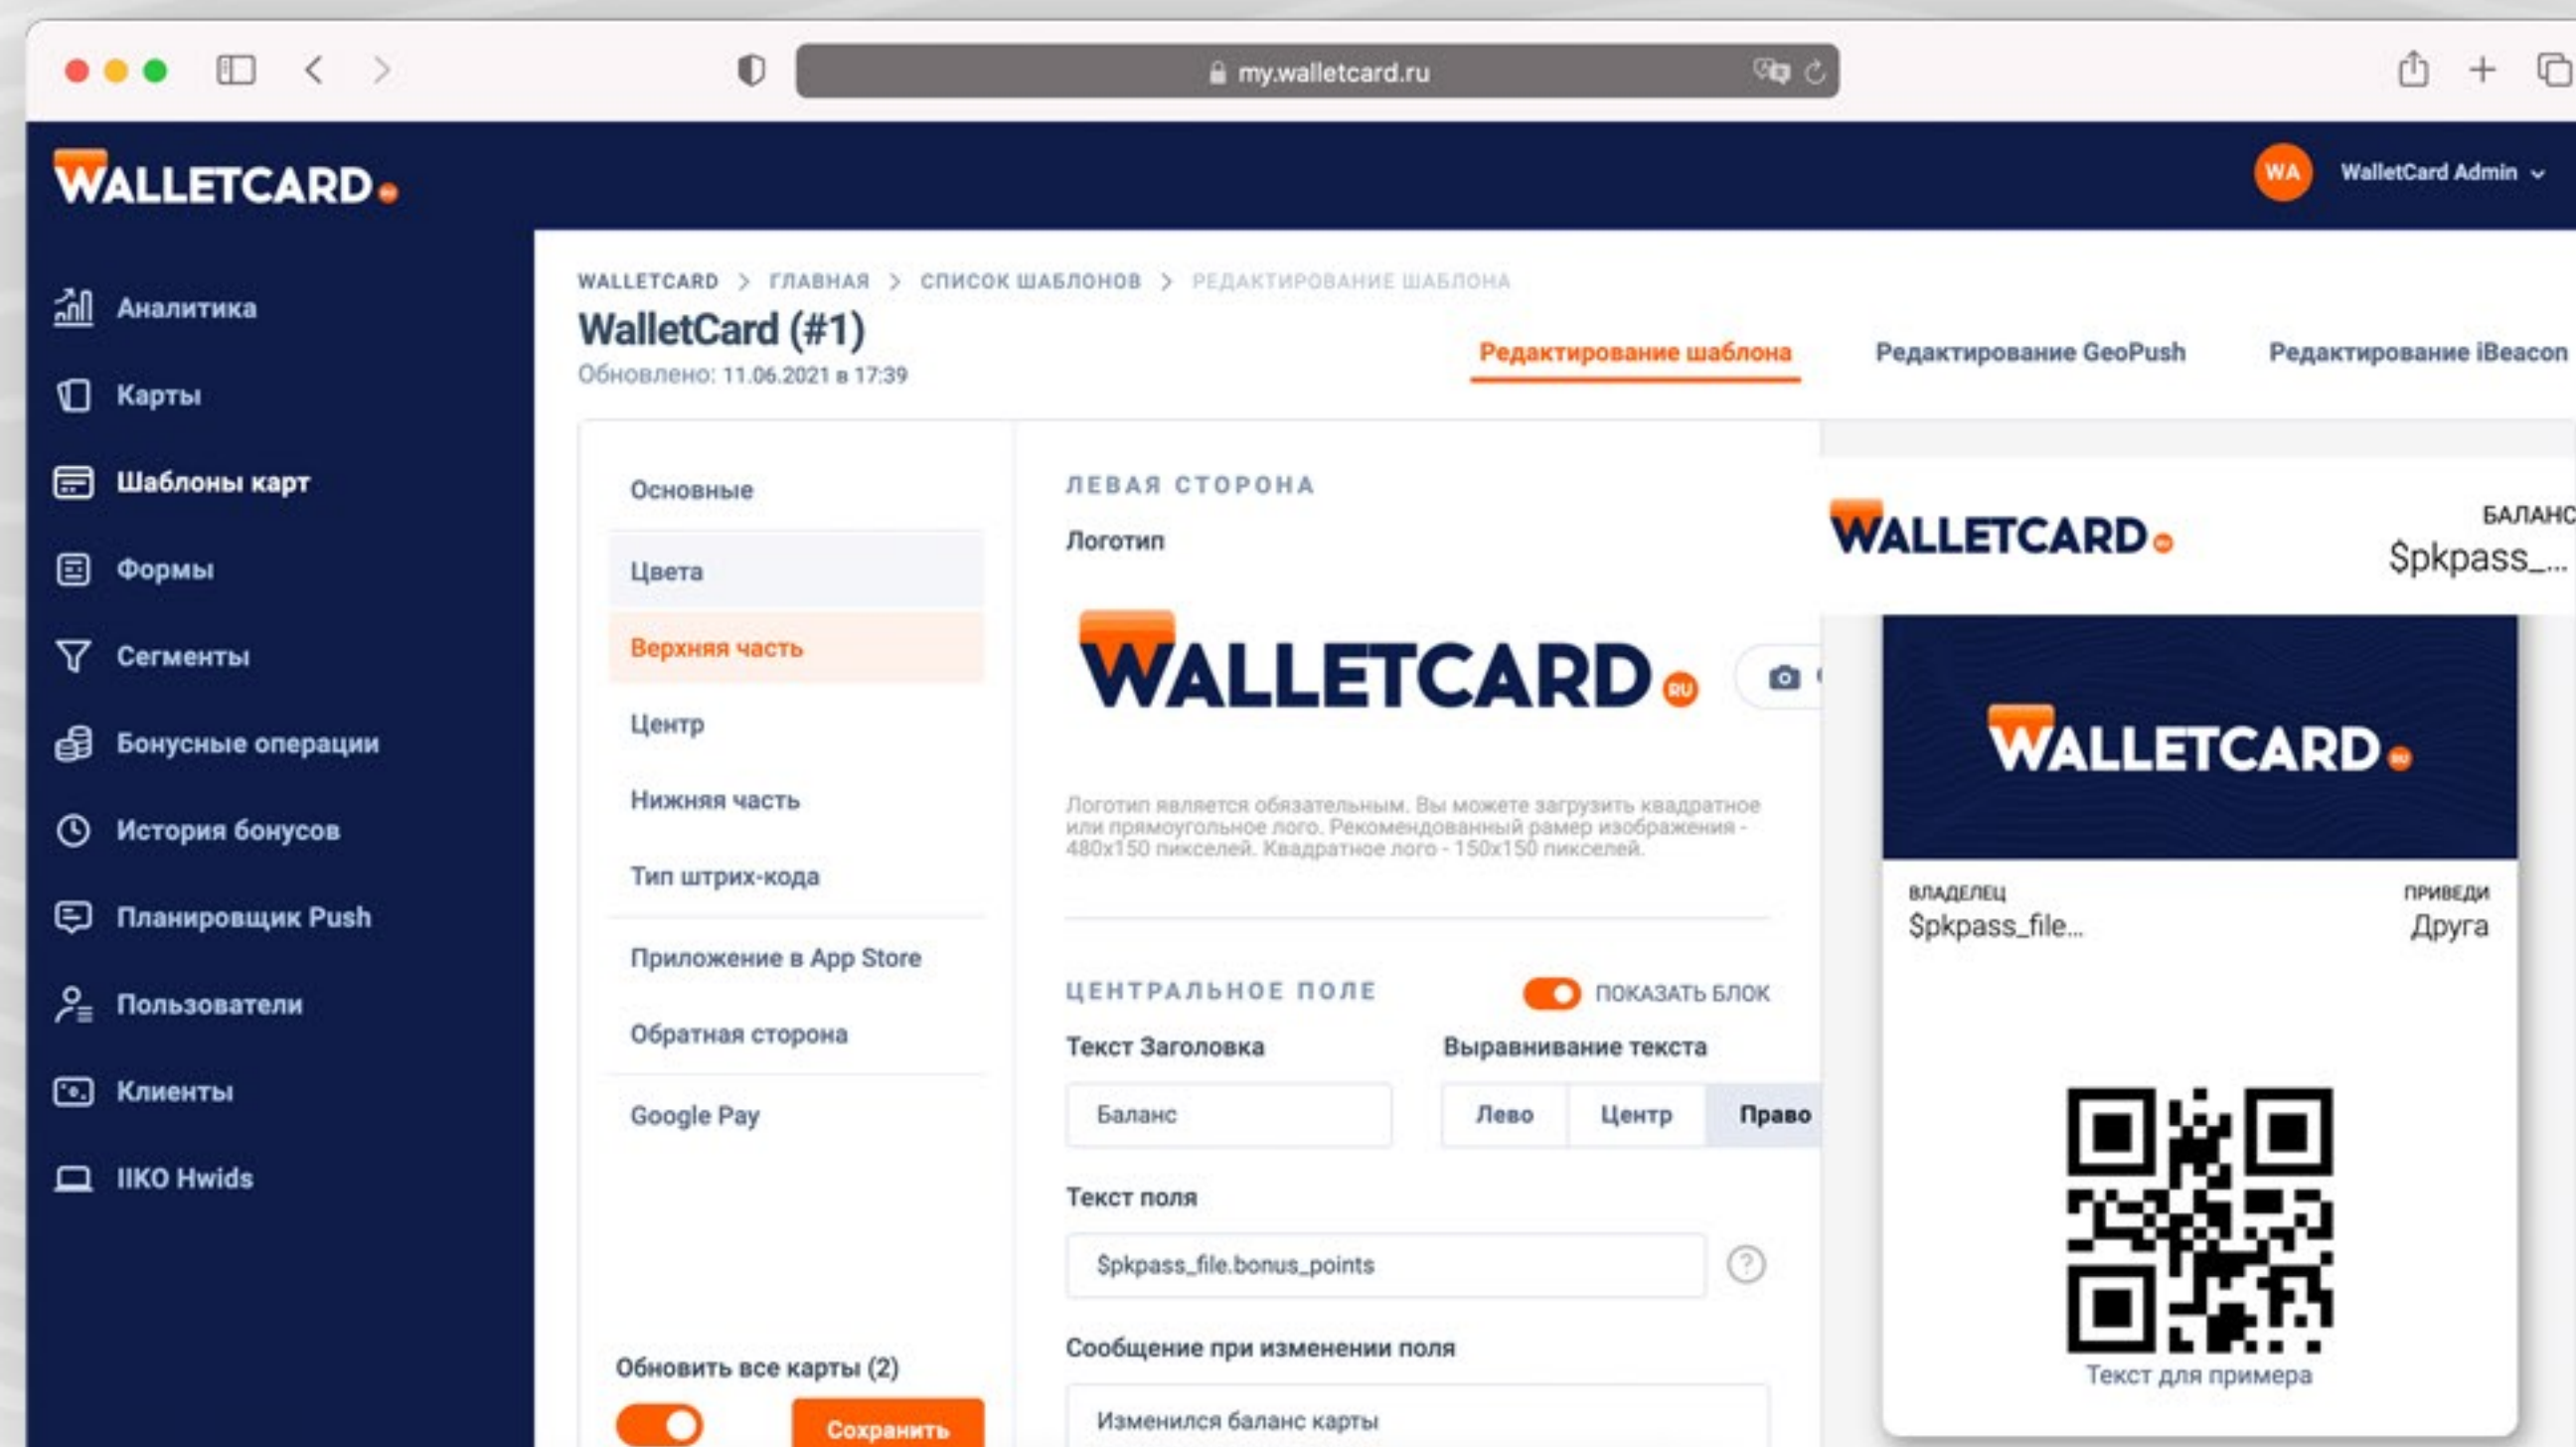 my.walletcard.ru
WALLETCARD RU
WA WalletCard Admin
Аналитика
Карты
Шаблоны карт
Формы
Сегменты
Бонусные операции
История бонусов
Планировщик Push
Пользователи
Клиенты
IIKO Hwids
WALLETCARD > ГЛАВНАЯ > СПИСОК ШАБЛОНОВ > РЕДАКТИРОВАНИЕ ШАБЛОНА
WalletCard (#1)
Обновлено: 11.06.2021 в 17:39
Редактирование шаблона
Редактирование GeoPush
Редактирование iBeacon
Основные
Цвета
Верхняя часть
Центр
Нижняя часть
Тип штрих-кода
Приложение в App Store
Обратная сторона
Google Pay
Обновить все карты (2)
Сохранить
ЛЕВАЯ СТОРОНА
Логотип
WALLETCARD RU
Логотип является обязательным. Вы можете загрузить квадратное
или прямоугольное лого. Рекомендованный рамер изображения -
480x150 пикселей. Квадратное лого - 150x150 пикселей.
ЦЕНТРАЛЬНОЕ ПОЛЕ
ПОКАЗАТЬ БЛОК
Текст Заголовка
Выравнивание текста
Баланс
Лево Центр Право
Текст поля
$pkpass_file.bonus_points
?
Сообщение при изменении поля
Изменился баланс карты
WALLETCARD RU
БАЛАНС
$pkpass_...
WALLETCARD RU
ВЛАДЕЛЕЦ ПРИВЕДИ
$pkpass_file... Друга
Текст для примера